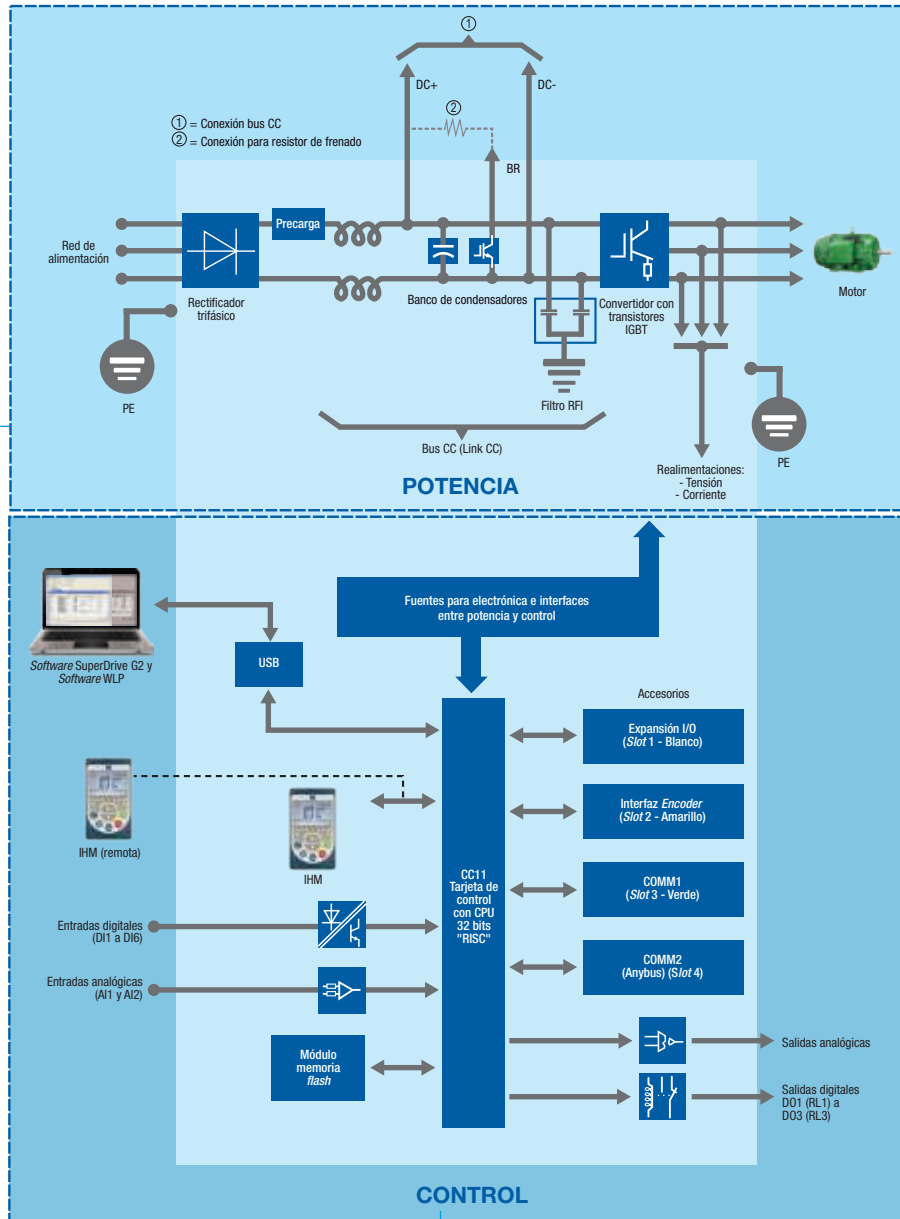 ①
DC+
DC-
②
① = Conexión bus CC
② = Conexión para resistor de frenado
BR
Precarga
Red de
alimentación
Rectificador
trifásico
Banco de condensadores
Convertidor con
transistores
IGBT
Motor
PE
Filtro RFI
PE
Bus CC (Link CC)
Realimentaciones:
- Tensión
- Corriente
POTENCIA
Fuentes para electrónica e interfaces
entre potencia y control
Software SuperDrive G2 y
Software WLP
USB
Accesorios
Expansión I/O
(Slot 1 - Blanco)
Interfaz Encoder
(Slot 2 - Amarillo)
IHM (remota)
IHM
CC11
Tarjeta de
control
con CPU
32 bits
"RISC"
COMM1
(Slot 3 - Verde)
Entradas digitales
(DI1 a DI6)
COMM2
(Anybus) (Slot 4)
Entradas analógicas
(AI1 y AI2)
Módulo
memoria
flash
Salidas analógicas
Salidas digitales
DO1 (RL1) a
DO3 (RL3)
CONTROL